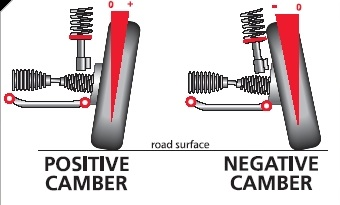 0 +
- 0
road surface
POSITIVE
CAMBER
NEGATIVE
CAMBER